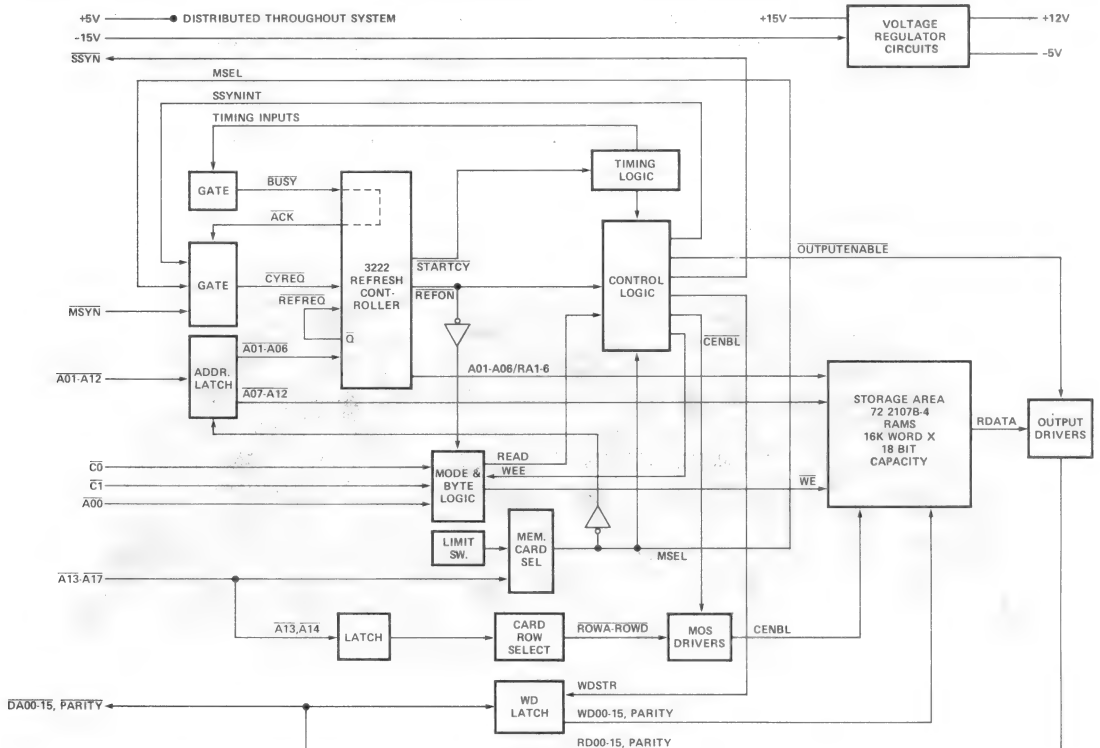 +5V DISTRIBUTED THROUGHOUT SYSTEM
+15V
VOLTAGE
REGULATOR
CIRCUITS
+12V
-15V
-5V
SSYN
MSEL
SSYNINT
TIMING INPUTS
TIMING
LOGIC
GATE
BUSY
ACK
GATE
CYREQ
REFREQ
Q
3222
REFRESH
CONT-
ROLLER
STARTCY
REFON
CONTROL
LOGIC
OUTPUTENABLE
MSYN
A01-A06
CENBL
A01-A12
ADDR.
LATCH
A07-A12
A01-A06/RA1-6
STORAGE AREA
72 2107B-4
RAMS
16K WORD X
18 BIT
CAPACITY
RDATA
OUTPUT
DRIVERS
C0
C1
A00
MODE &
BYTE
LOGIC
READ
WEE
WE
LIMIT
SW.
MEM.
CARD
SEL
MSEL
A13-A17
A13,A14
LATCH
CARD
ROW
SELECT
ROWA-ROWD
MOS
DRIVERS
CENBL
DA00-15, PARITY
WD
LATCH
WDSTR
WD00-15, PARITY
RD00-15, PARITY